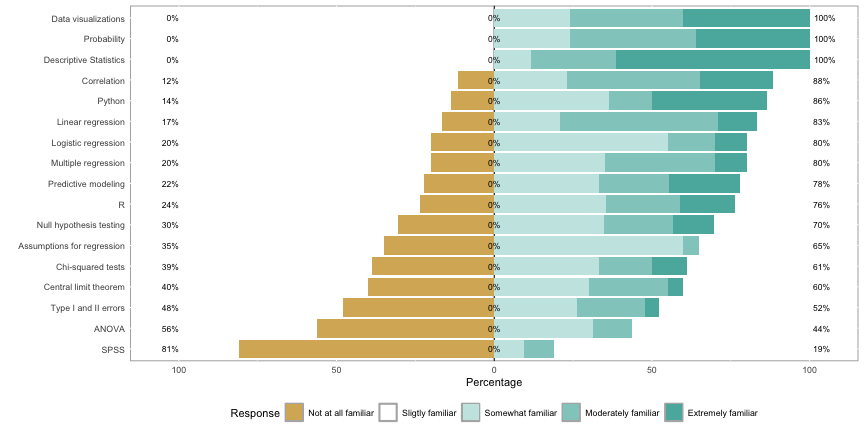 Data visualizations 0% 0% 100%
Probability 0% 0% 100%
Descriptive Statistics 0% 0% 100%
Correlation 12% 0% 88%
Python 14% 0% 86%
Linear regression 17% 0% 83%
Logistic regression 20% 0% 80%
Multiple regression 20% 0% 80%
Predictive modeling 22% 0% 78%
R 24% 0% 76%
Null hypothesis testing 30% 0% 70%
Assumptions for regression 35% 0% 65%
Chi-squared tests 39% 0% 61%
Central limit theorem 40% 0% 60%
Type I and II errors 48% 0% 52%
ANOVA 56% 0% 44%
SPSS 81% 0% 19%
100 50 0 50 100
Percentage
Response Not at all familiar Sligtly familiar Somewhat familiar Moderately familiar Extremely familiar